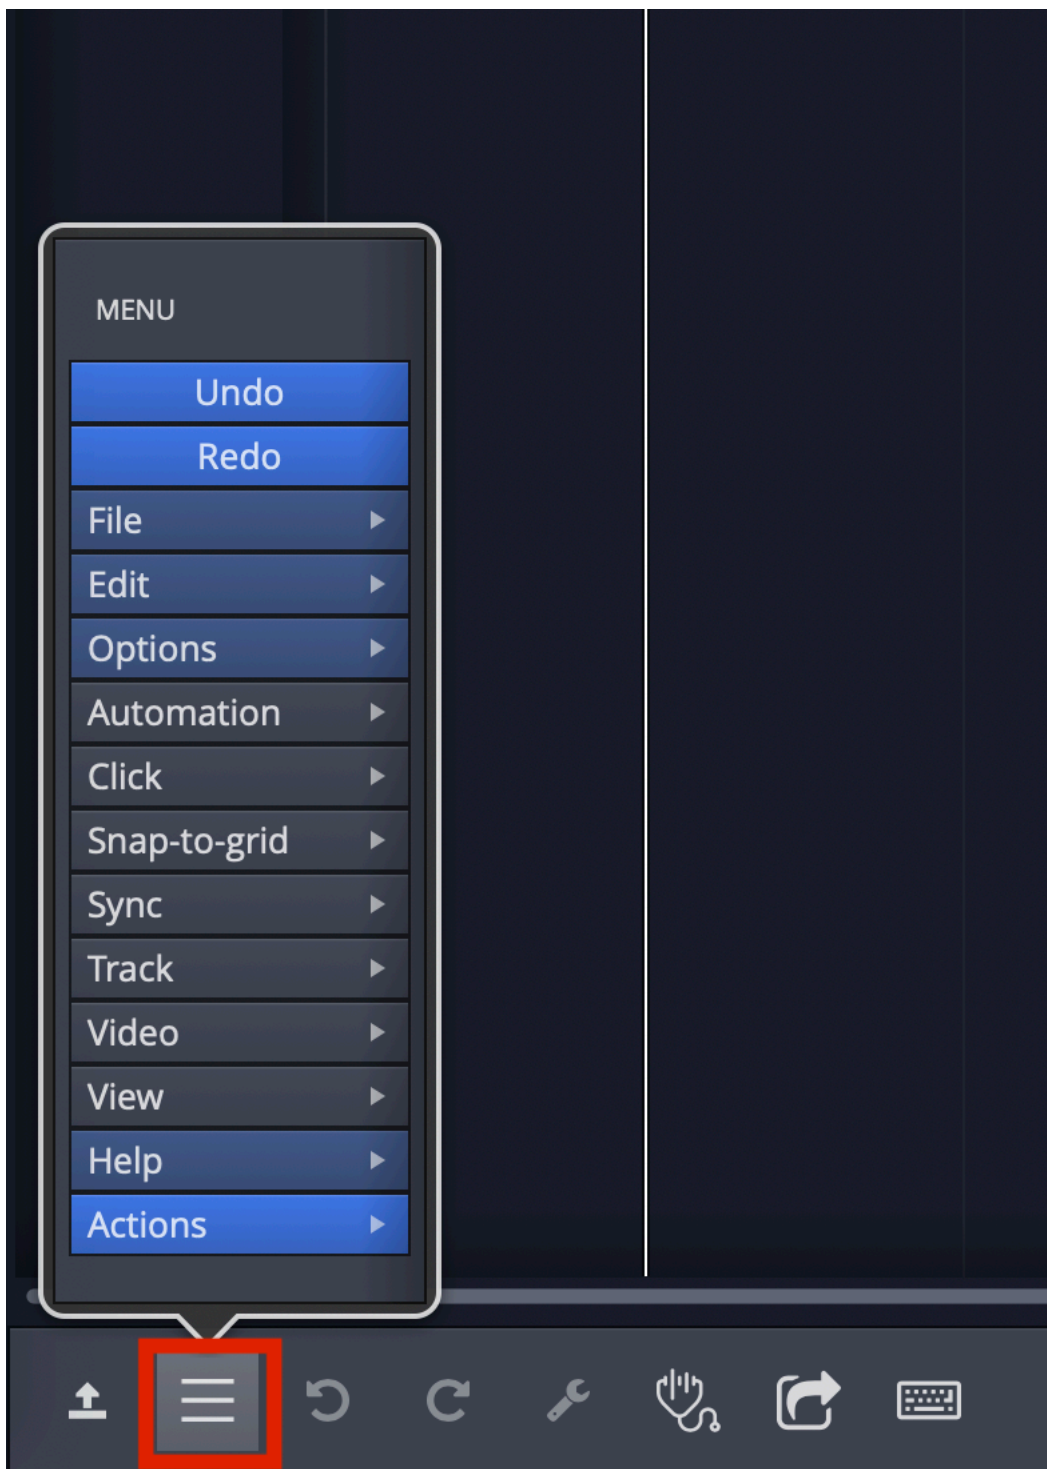 MENU
Undo
Redo
File
Edit
Options
Automation
Click
Snap-to-grid
Sync
Track
Video
View
Help
Actions